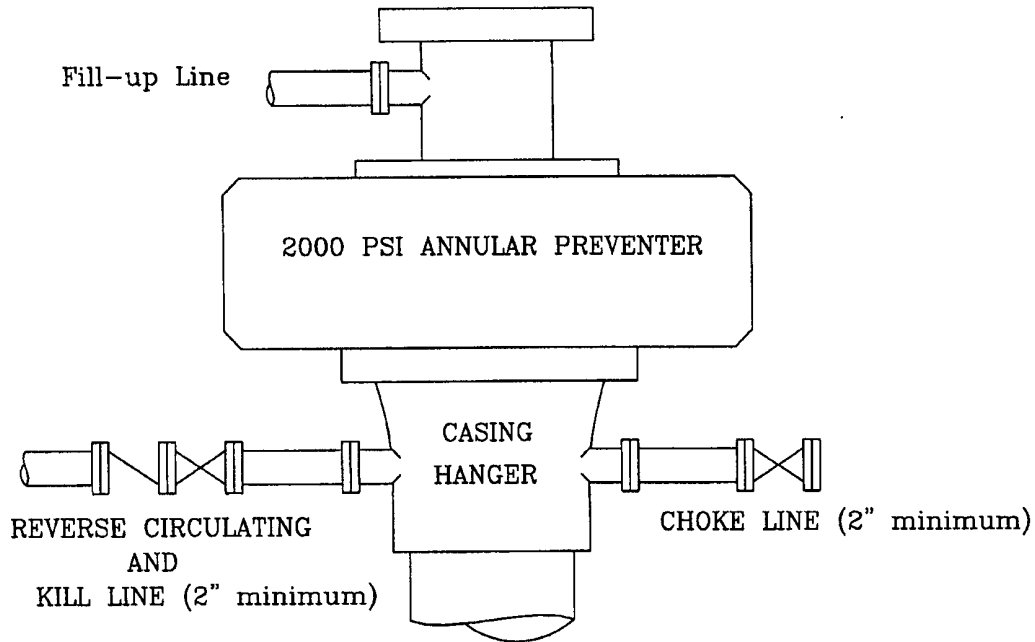 Fill-up Line
2000 PSI ANNULAR PREVENTER
CASING
HANGER
REVERSE CIRCULATING
AND
KILL LINE (2" minimum)
CHOKE LINE (2" minimum)